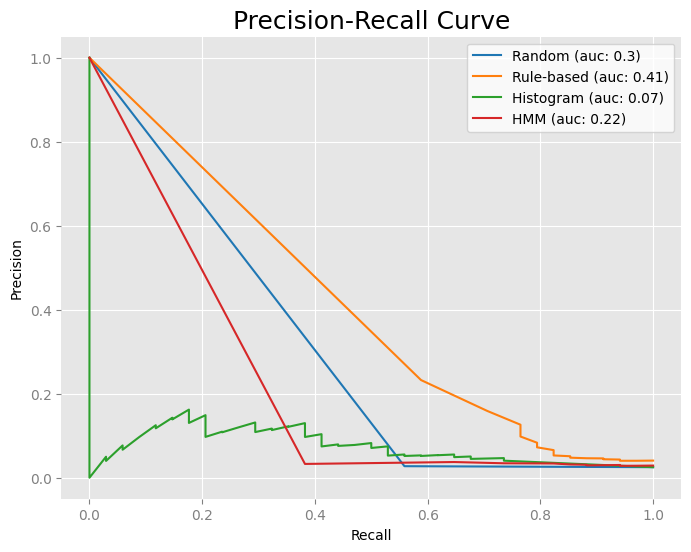 Precision-Recall Curve
Random (auc: 0.3)
Rule-based (auc: 0.41)
Histogram (auc: 0.07)
HMM (auc: 0.22)
Precision
1.0
0.8
0.6
0.4
0.2
0.0
0.0 0.2 0.4 0.6 0.8 1.0
Recall